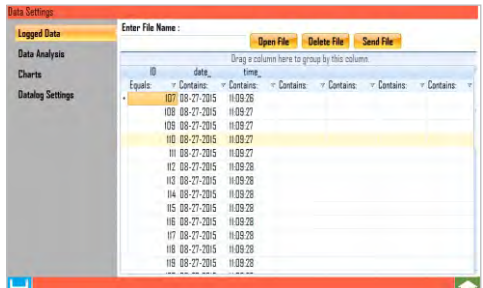 Data Settings
Logged Data
Data Analysis
Charts
Datalog Settings
Enter File Name :
Open File Delete File Send File
Drag a column here to group by this column.
ID date_ time_
Equals: Contains: Contains: Contains: Contains: Contains: Contains:
107 08-27-2015 11:09:26
108 08-27-2015 11:09:27
109 08-27-2015 11:09:27
110 08-27-2015 11:09:27
111 08-27-2015 11:09:27
112 08-27-2015 11:09:28
113 08-27-2015 11:09:28
114 08-27-2015 11:09:28
115 08-27-2015 11:09:28
116 08-27-2015 11:09:28
117 08-27-2015 11:09:28
118 08-27-2015 11:09:28
119 08-27-2015 11:09:28